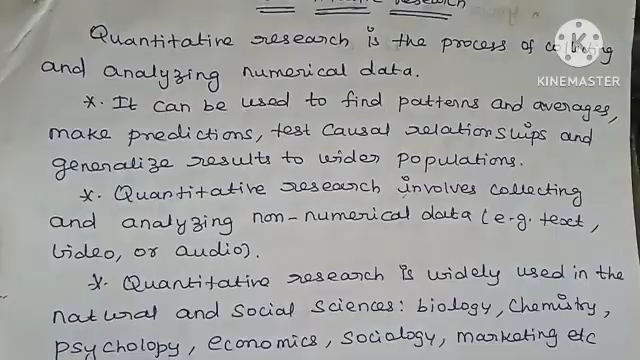 research
Quantitative research is the process of collecting
and analyzing numerical data.
*. It can be used to find patterns and averages,
make predictions, test causal relationships and
generalize results to wider populations.
*. Quantitative research involves collecting
and analyzing non-numerical data (e.g. text,
video, or audio).
*. Quantitative research is widely used in the
natural and social sciences: biology, chemistry,
psycholopy, economics, sociology, marketing etc
KINEMASTER